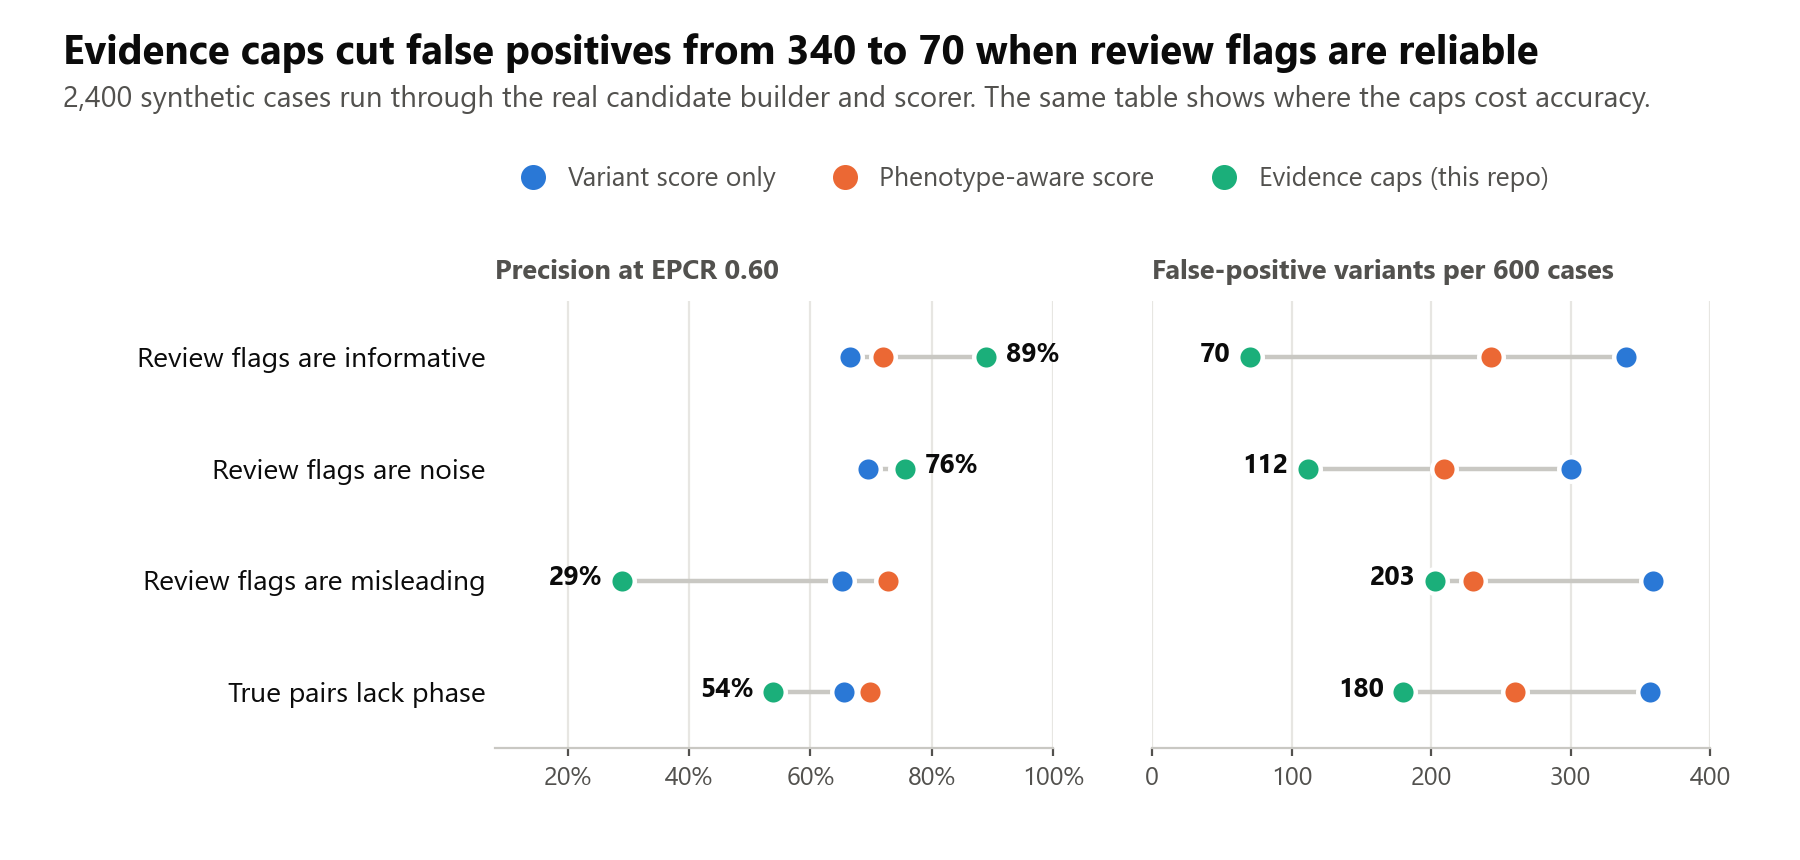 Evidence caps cut false positives from 340 to 70 when review flags are reliable
2,400 synthetic cases run through the real candidate builder and scorer. The same table shows where the caps cost accuracy.
Variant score only
Phenotype-aware score
Evidence caps (this repo)
Precision at EPCR 0.60
False-positive variants per 600 cases
Review flags are informative
89%
70
Review flags are noise
76%
112
Review flags are misleading
29%
203
True pairs lack phase
54%
180
20% 40% 60% 80% 100%
0 100 200 300 400